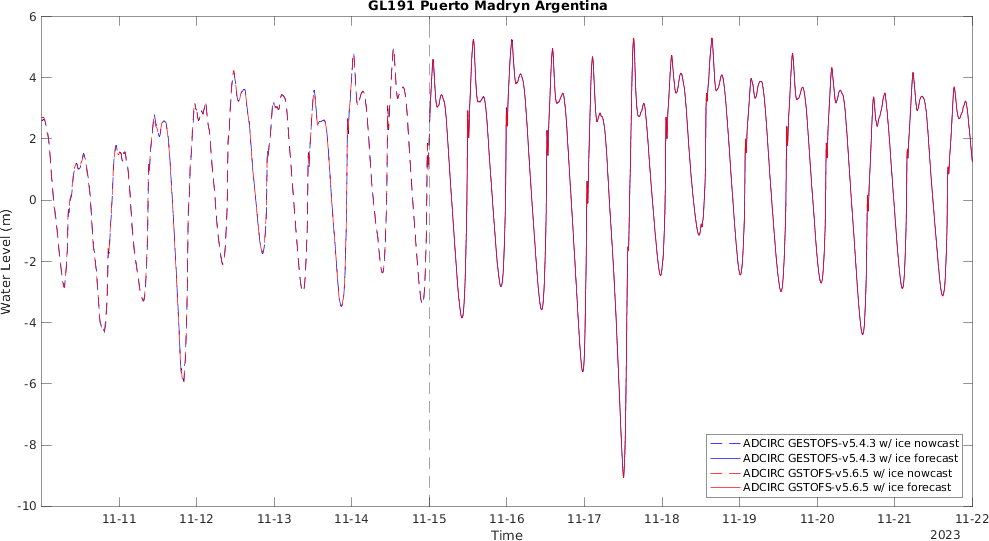 GL191 Puerto Madryn Argentina
6
4
2
0
-2
-4
-6
-8
-10
Water Level (m)
ADCIRC GESTOFS-v5.4.3 w/ ice nowcast
ADCIRC GESTOFS-v5.4.3 w/ ice forecast
ADCIRC GSTOFS-v5.6.5 w/ ice nowcast
ADCIRC GSTOFS-v5.6.5 w/ ice forecast
11-11 11-12 11-13 11-14 11-15 11-16 11-17 11-18 11-19 11-20 11-21 11-22
Time
2023